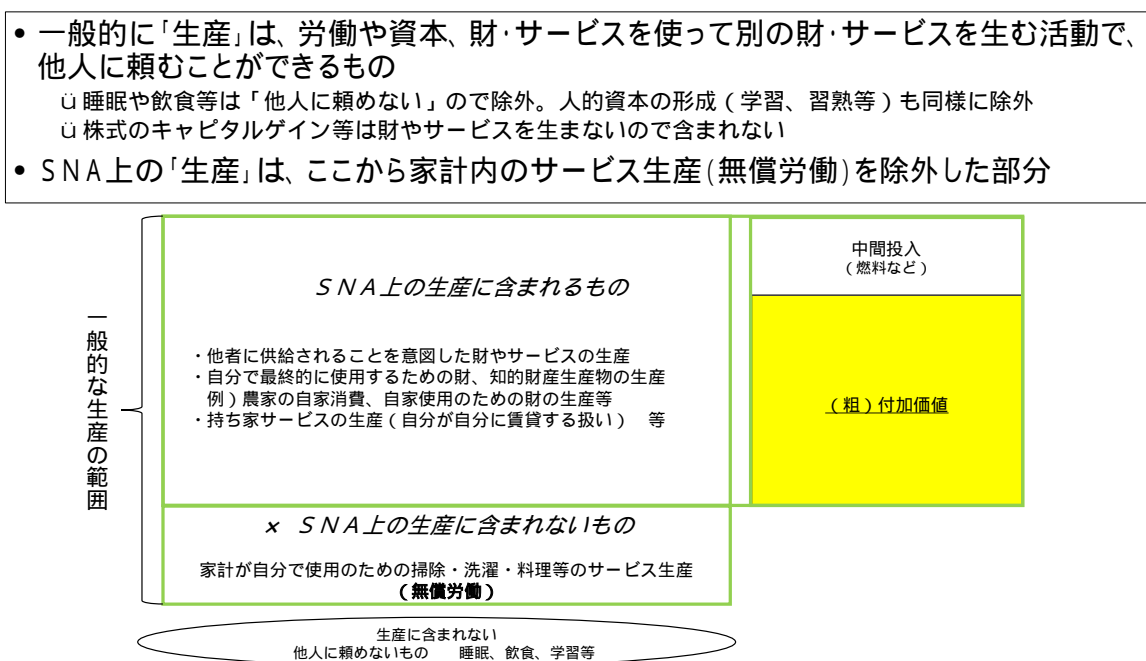 • 一般的に「生産」は、労働や資本、財・サービスを使って別の財・サービスを生む活動で、
他人に頼むことができるもの
ü 睡眠や飲食等は「他人に頼めない」ので除外。人的資本の形成（学習、習熟等）も同様に除外
ü 株式のキャピタルゲイン等は財やサービスを生まないので含まれない
• ＳＮＡ上の「生産」は、ここから家計内のサービス生産(無償労働)を除外した部分
一般的な生産の範囲
ＳＮＡ上の生産に含まれるもの
・他者に供給されることを意図した財やサービスの生産
・自分で最終的に使用するための財、知的財産生産物の生産
例）農家の自家消費、自家使用のための財の生産等
・持ち家サービスの生産（自分が自分に賃貸する扱い）　等
中間投入
（燃料など）
（粗）付加価値
×　ＳＮＡ上の生産に含まれないもの
家計が自分で使用のための掃除・洗濯・料理等のサービス生産
（無償労働）
生産に含まれない
他人に頼めないもの　　睡眠、飲食、学習等